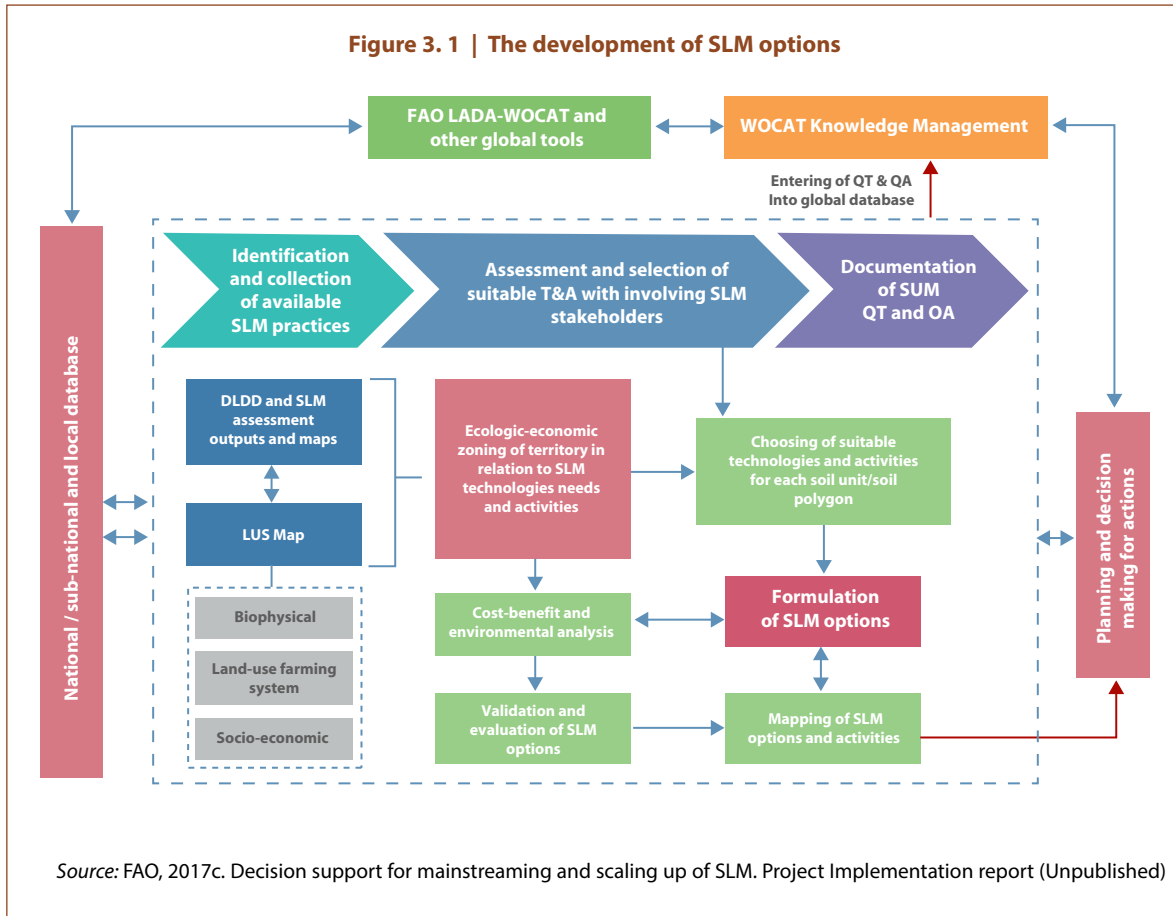 Figure 3. 1 | The development of SLM options
FAO LADA-WOCAT and
other global tools
WOCAT Knowledge Management
Entering of QT & QA
Into global database
National / sub-national and local database
Identification
and collection
of available
SLM practices
Assessment and selection of
suitable T&A with involving SLM
stakeholders
Documentation
of SUM
QT and OA
DLDD and SLM
assessment
outputs and maps
LUS Map
Biophysical
Land-use farming
system
Socio-economic
Ecologic-economic
zoning of territory in
relation to SLM
technologies needs
and activities
Choosing of suitable
technologies and activities
for each soil unit/soil
polygon
Cost-benefit and
environmental analysis
Formulation
of SLM options
Validation and
evaluation of SLM
options
Mapping of SLM
options and activities
Planning and decision
making for actions
Source: FAO, 2017c. Decision support for mainstreaming and scaling up of SLM. Project Implementation report (Unpublished)